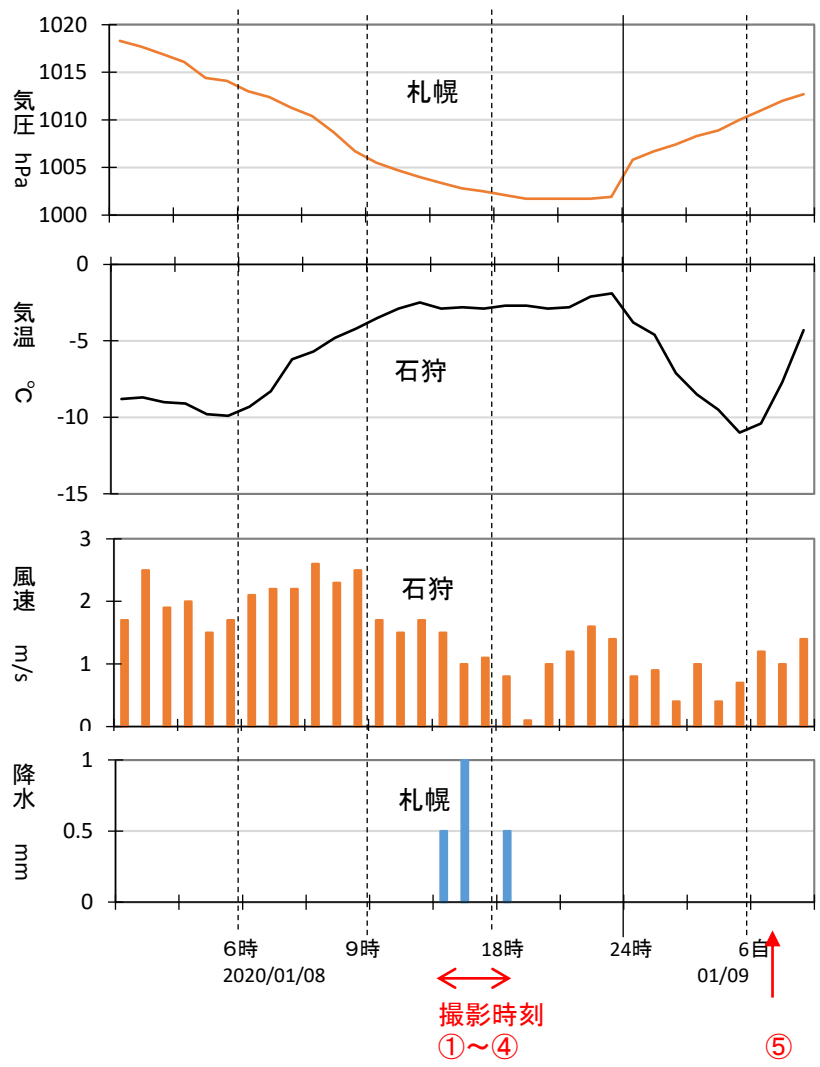 1020
1015
1010
1005
1000
気圧 hPa
札幌
0
-5
-10
-15
気温 ℃
石狩
3
2
1
0
風速 m/s
石狩
1
0.5
0
降水 mm
札幌
6時 9時 18時 24時 6自
2020/01/08 01/09
撮影時刻
①～④ ⑤